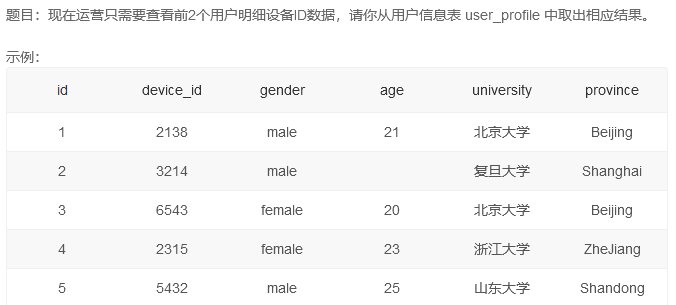 题目：现在运营只需要查看前2个用户明细设备ID数据，请你从用户信息表 user_profile 中取出相应结果。
示例：
id device_id gender age university province
1 2138 male 21 北京大学 Beijing
2 3214 male 复旦大学 Shanghai
3 6543 female 20 北京大学 Beijing
4 2315 female 23 浙江大学 ZheJiang
5 5432 male 25 山东大学 Shandong